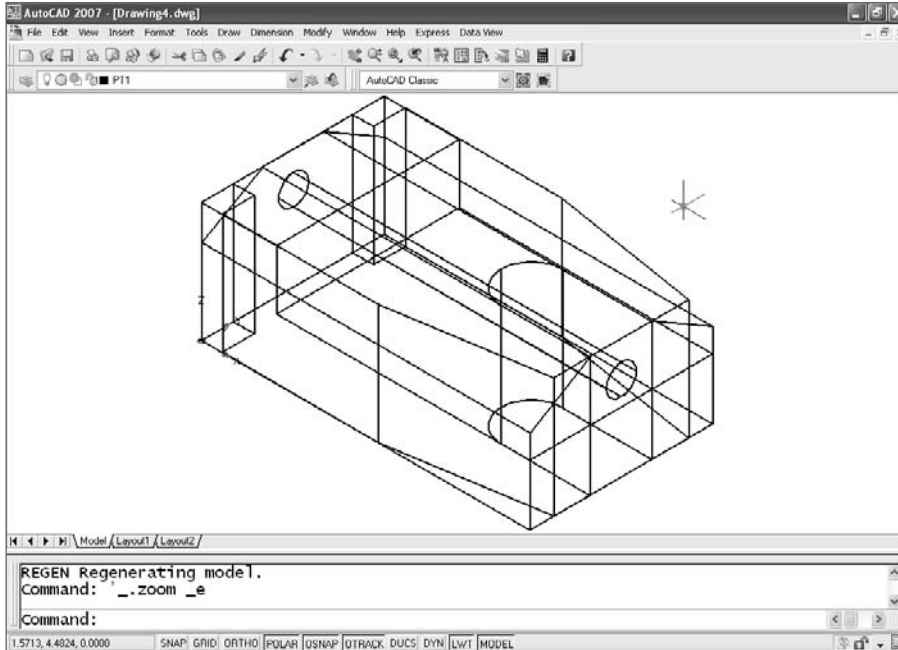 AutoCAD 2007 - [Drawing4.dwg]
File Edit View Insert Format Tools Draw Dimension Modify Window Help Express Data View
PT1 AutoCAD Classic
Z
Model Layout1 Layout2
REGEN Regenerating model.
Command: '_.zoom _e
Command:
1.5713, 4.4824, 0.0000 SNAP GRID ORTHO POLAR OSNAP OTRACK DUCS DYN LWT MODEL